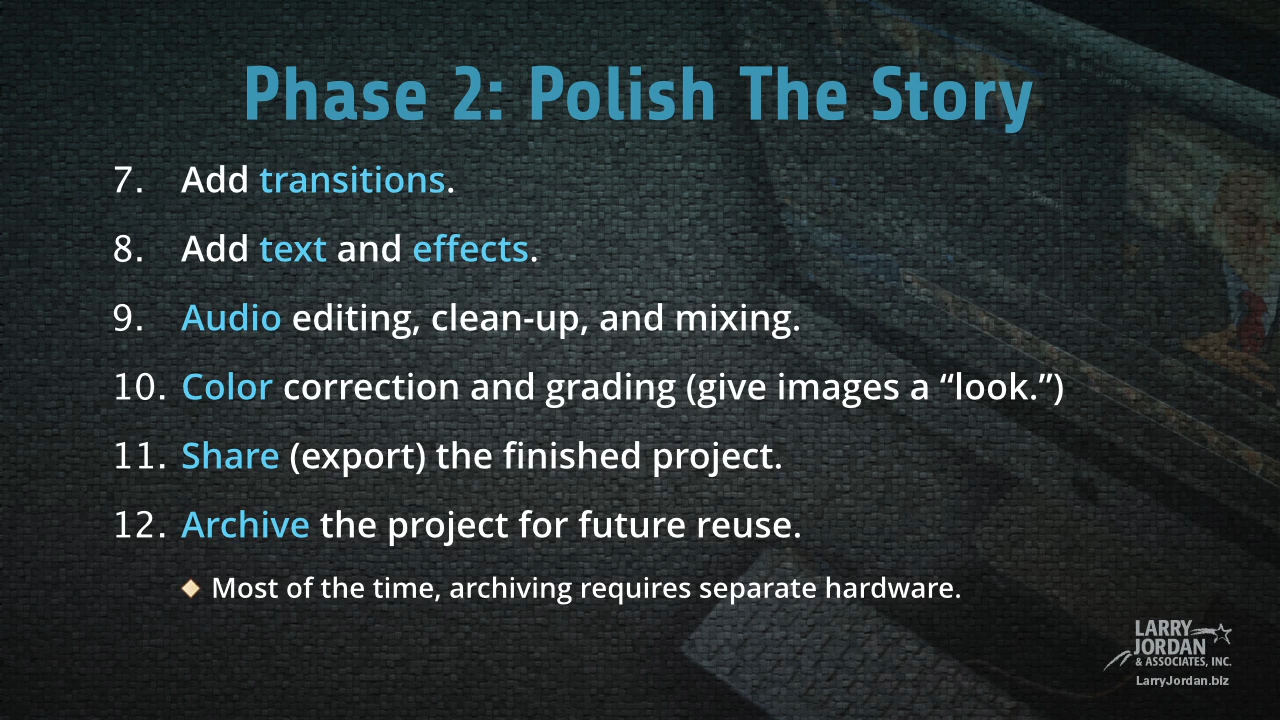 Phase 2: Polish The Story
7. Add transitions.
8. Add text and effects.
9. Audio editing, clean-up, and mixing.
10. Color correction and grading (give images a “look.”)
11. Share (export) the finished project.
12. Archive the project for future reuse.
Most of the time, archiving requires separate hardware.
LARRY
JORDAN
& ASSOCIATES, INC.
LarryJordan.biz